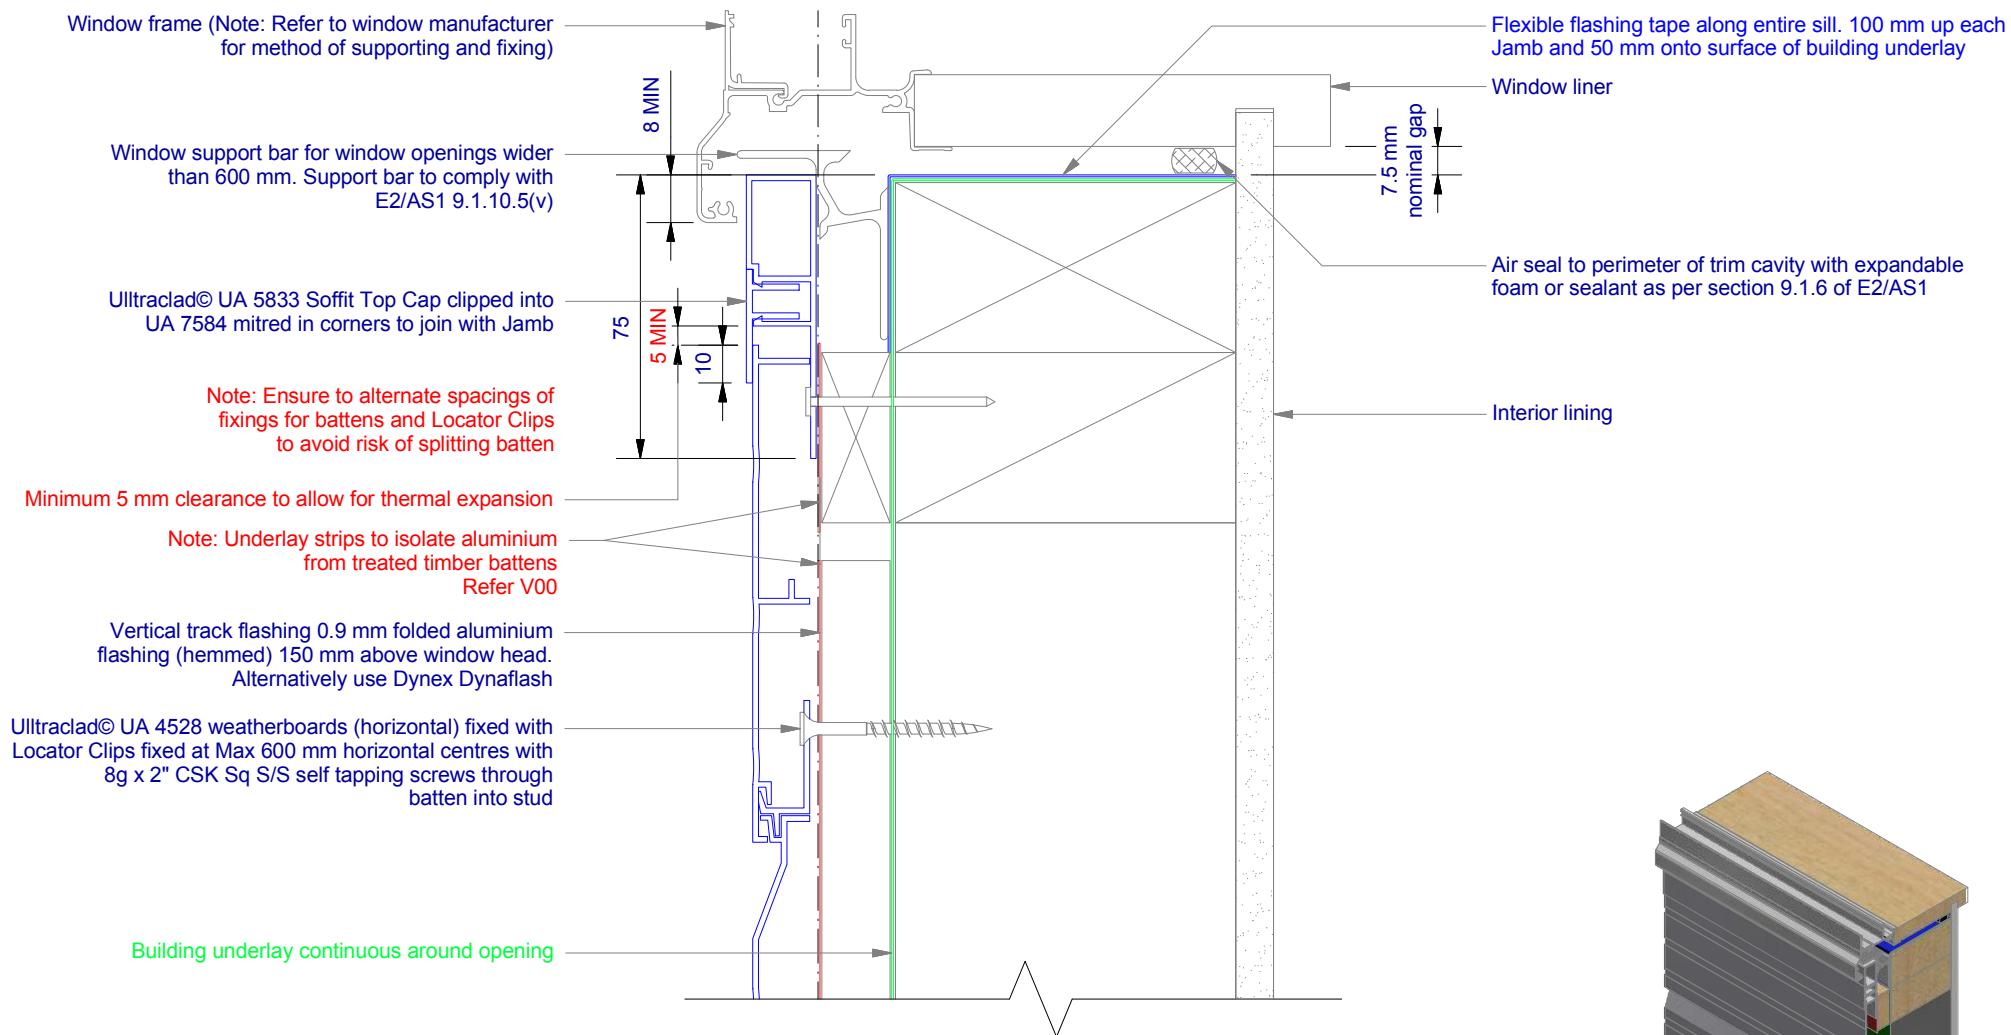 Window frame (Note: Refer to window manufacturer
for method of supporting and fixing)
8 MIN
Window support bar for window openings wider
than 600 mm. Support bar to comply with
E2/AS1 9.1.10.5(v)
Ulltraclad© UA 5833 Soffit Top Cap clipped into
UA 7584 mitred in corners to join with Jamb
75
5 MIN
10
Note: Ensure to alternate spacings of
fixings for battens and Locator Clips
to avoid risk of splitting batten
Minimum 5 mm clearance to allow for thermal expansion
Note: Underlay strips to isolate aluminium
from treated timber battens
Refer V00
Vertical track flashing 0.9 mm folded aluminium
flashing (hemmed) 150 mm above window head.
Alternatively use Dynex Dynaflash
Ulltraclad© UA 4528 weatherboards (horizontal) fixed with
Locator Clips fixed at Max 600 mm horizontal centres with
8g x 2" CSK Sq S/S self tapping screws through
batten into stud
Building underlay continuous around opening
Flexible flashing tape along entire sill. 100 mm up each
Jamb and 50 mm onto surface of building underlay
Window liner
7.5 mm
nominal gap
Air seal to perimeter of trim cavity with expandable
foam or sealant as per section 9.1.6 of E2/AS1
Interior lining